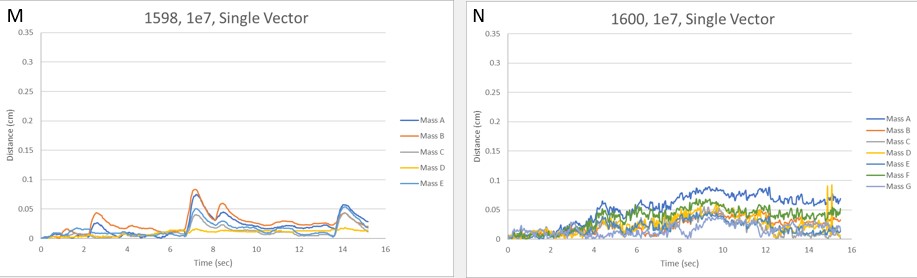 M
1598, 1e7, Single Vector
0.35
0.3
0.25
0.2
0.15
0.1
0.05
0
Distance (cm)
0 2 4 6 8 10 12 14 16
Time (sec)
Mass A
Mass B
Mass C
Mass D
Mass E
N
1600, 1e7, Single Vector
0.35
0.3
0.25
0.2
0.15
0.1
0.05
0
Distance (cm)
0 2 4 6 8 10 12 14 16
Time (sec)
Mass A
Mass B
Mass C
Mass D
Mass E
Mass F
Mass G